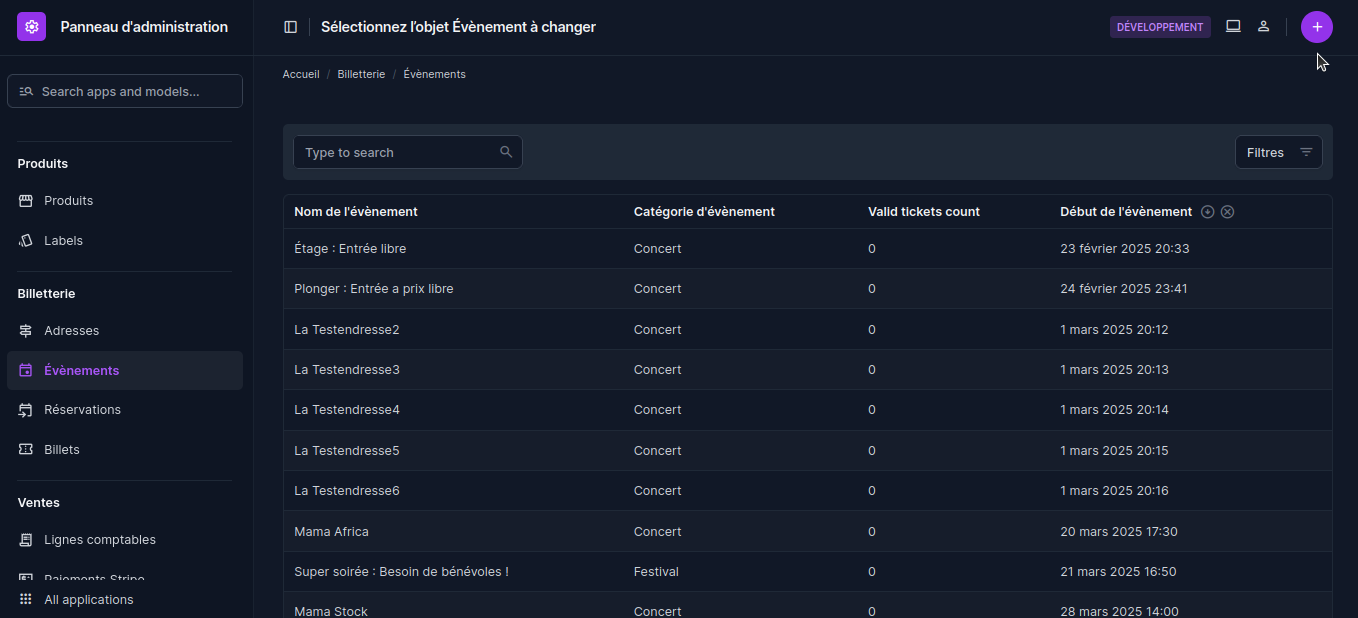 Panneau d'administration
Sélectionnez l'objet Évènement à changer
DÉVELOPPEMENT
Search apps and models...
Accueil / Billetterie / Évènements
Type to search
Filtres
Produits
Produits
Labels
Billetterie
Adresses
Évènements
Réservations
Billets
Ventes
Lignes comptables
Paiements Stripe
All applications
Nom de l'évènement Catégorie d'évènement Valid tickets count Début de l'évènement
Étage : Entrée libre Concert 0 23 février 2025 20:33
Plonger : Entrée a prix libre Concert 0 24 février 2025 23:41
La Testendresse2 Concert 0 1 mars 2025 20:12
La Testendresse3 Concert 0 1 mars 2025 20:13
La Testendresse4 Concert 0 1 mars 2025 20:14
La Testendresse5 Concert 0 1 mars 2025 20:15
La Testendresse6 Concert 0 1 mars 2025 20:16
Mama Africa Concert 0 20 mars 2025 17:30
Super soirée : Besoin de bénévoles ! Festival 0 21 mars 2025 16:50
Mama Stock Concert 0 28 mars 2025 14:00